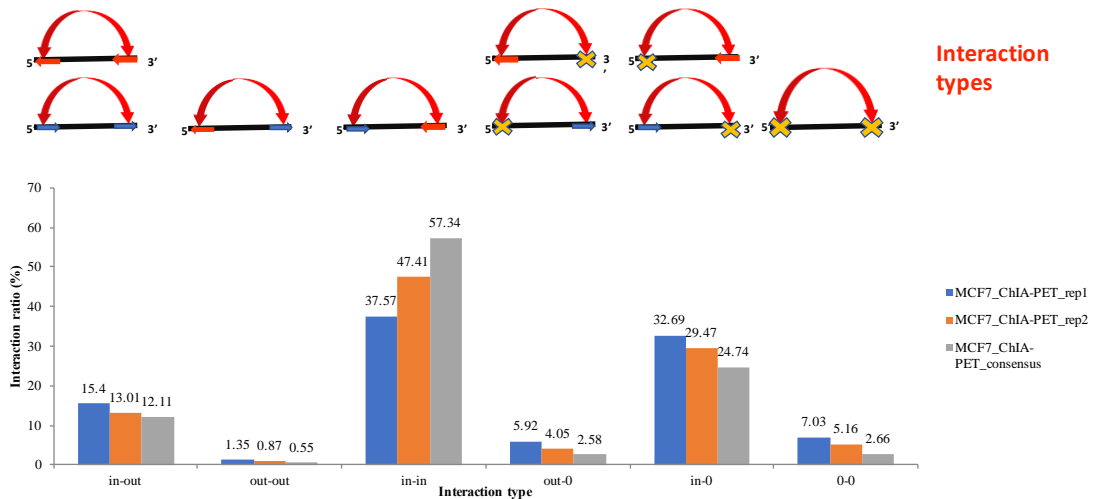 5' 3' 5' 3' 5' 3'
Interaction
types
5' 3' 5' 3' 5' 3' 5' 3' 5' 3' 5' 3'
70
60
50
40
30
20
10
0
Interaction ratio (%)
15.4 13.01 12.11
1.35 0.87 0.55
37.57 47.41 57.34
5.92 4.05 2.58
32.69 29.47 24.74
7.03 5.16 2.66
in-out out-out in-in out-0 in-0 0-0
Interaction type
MCF7_ChIA-PET_rep1
MCF7_ChIA-PET_rep2
MCF7_ChIA-
PET_consensus